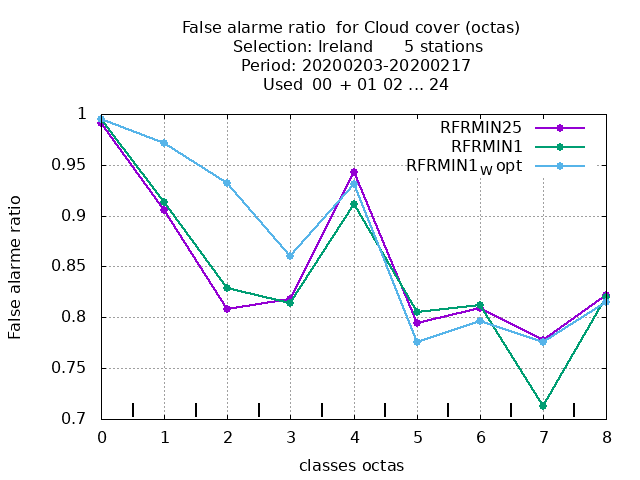 False alarme ratio  for Cloud cover (octas)
Selection: Ireland      5 stations
Period: 20200203-20200217
Used  00 + 01 02 ... 24
RFRMIN25
RFRMIN1
RFRMIN1W opt
False alarme ratio
1
0.95
0.9
0.85
0.8
0.75
0.7
0 1 2 3 4 5 6 7 8
classes octas